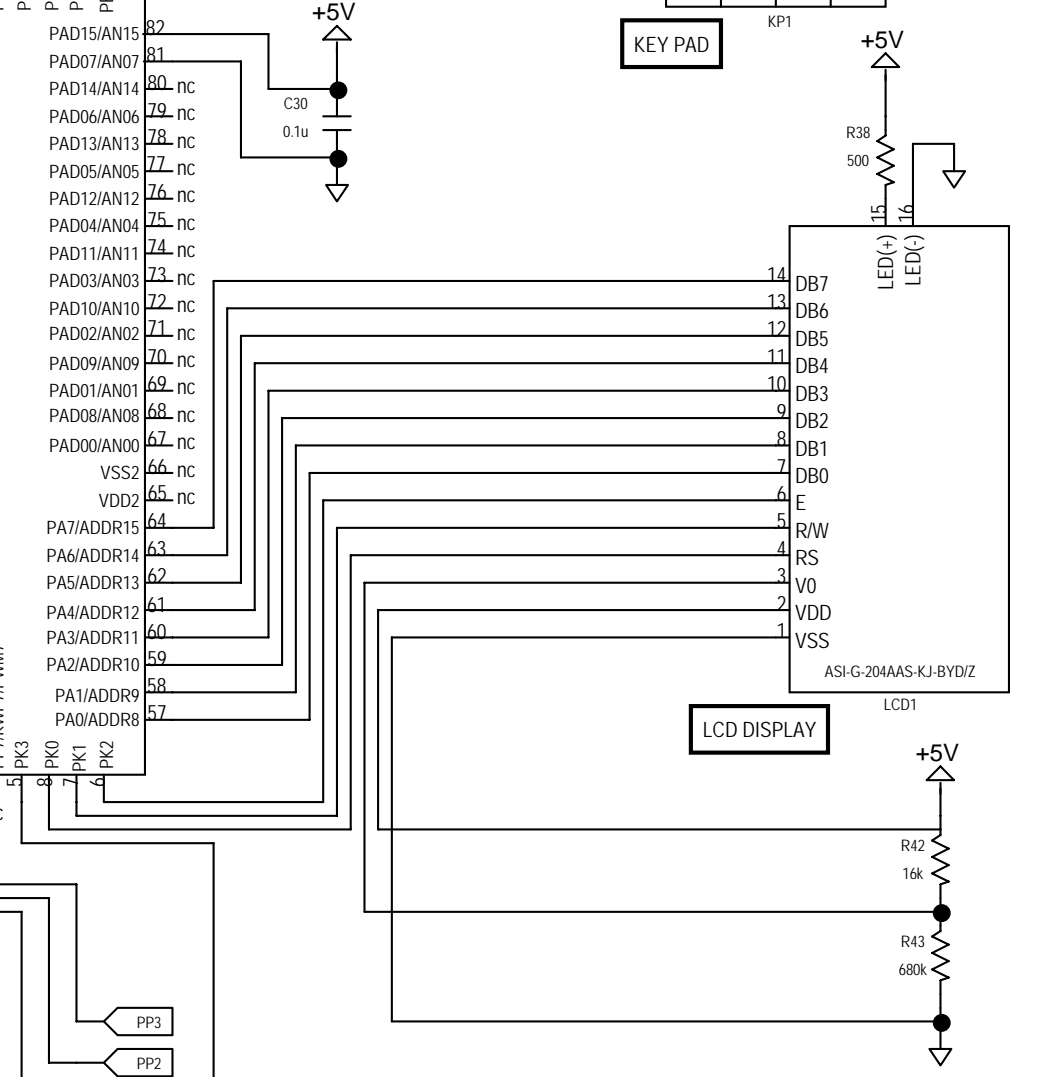 +5V
KP1
KEY PAD
+5V
PAD15/AN15 82
PAD07/AN07 81
PAD14/AN14 80 nc
PAD06/AN06 79 nc
PAD13/AN13 78 nc
PAD05/AN05 77 nc
PAD12/AN12 76 nc
PAD04/AN04 75 nc
PAD11/AN11 74 nc
PAD03/AN03 73 nc
PAD10/AN10 72 nc
PAD02/AN02 71 nc
PAD09/AN09 70 nc
PAD01/AN01 69 nc
PAD08/AN08 68 nc
PAD00/AN00 67 nc
VSS2 66 nc
VDD2 65 nc
PA7/ADDR15 64
PA6/ADDR14 63
PA5/ADDR13 62
PA4/ADDR12 61
PA3/ADDR11 60
PA2/ADDR10 59
PA1/ADDR9 58
PA0/ADDR8 57
PK3 5
PK0 8
PK1 7
PK2 6
C30
0.1u
R38
500
15 LED(+)
16 LED(-)
14 DB7
13 DB6
12 DB5
11 DB4
10 DB3
9 DB2
8 DB1
7 DB0
6 E
5 R/W
4 RS
3 V0
2 VDD
1 VSS
ASI-G-204AAS-KJ-BYD/Z
LCD1
LCD DISPLAY
+5V
R42
16k
R43
680k
PP3
PP2